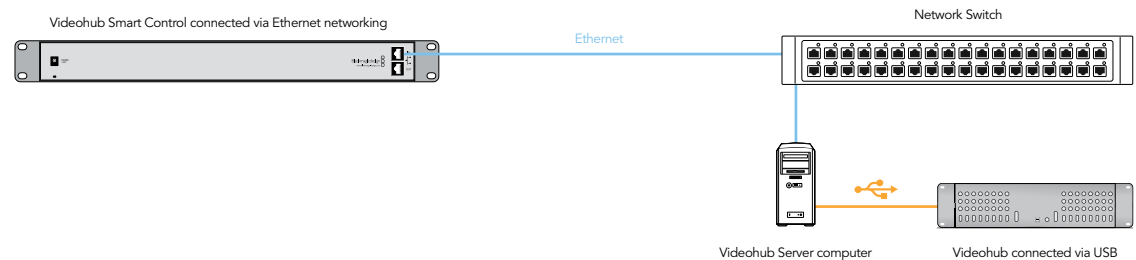 Videohub Smart Control connected via Ethernet networking
Network Switch
Ethernet
Videohub Server computer
Videohub connected via USB